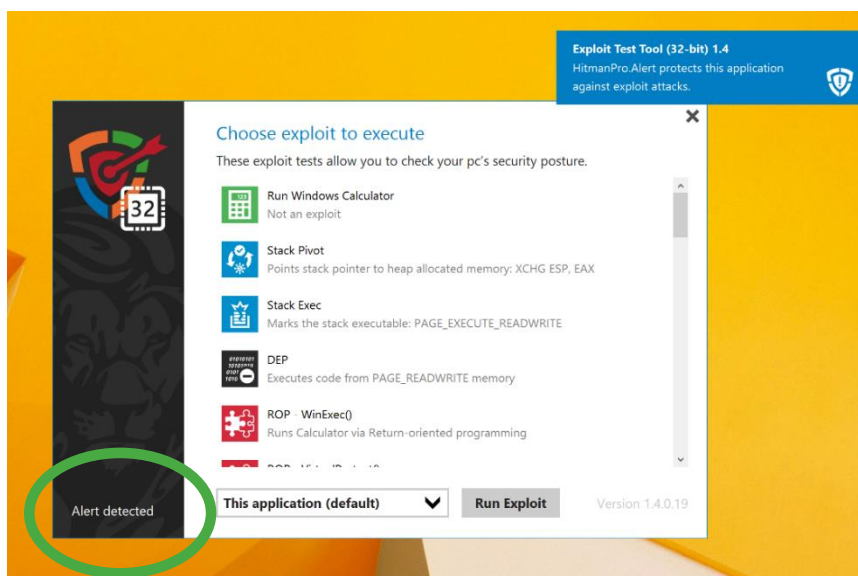 Exploit Test Tool (32-bit) 1.4
HitmanPro.Alert protects this application
against exploit attacks.
Choose exploit to execute
These exploit tests allow you to check your pc's security posture.
32
123
Run Windows Calculator
Not an exploit
Stack Pivot
Points stack pointer to heap allocated memory: XCHG ESP, EAX
Stack Exec
Marks the stack executable: PAGE_EXECUTE_READWRITE
DEP
Executes code from PAGE_READWRITE memory
ROP - WinExec()
Runs Calculator via Return-oriented programming
Alert detected
This application (default)
Run Exploit
Version 1.4.0.19